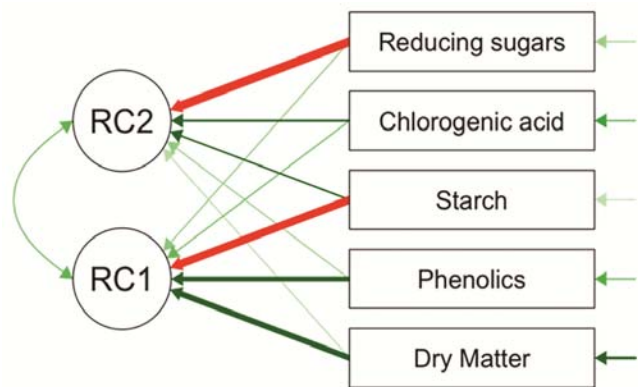 Reducing sugars
RC2
Chlorogenic acid
Starch
RC1
Phenolics
Dry Matter